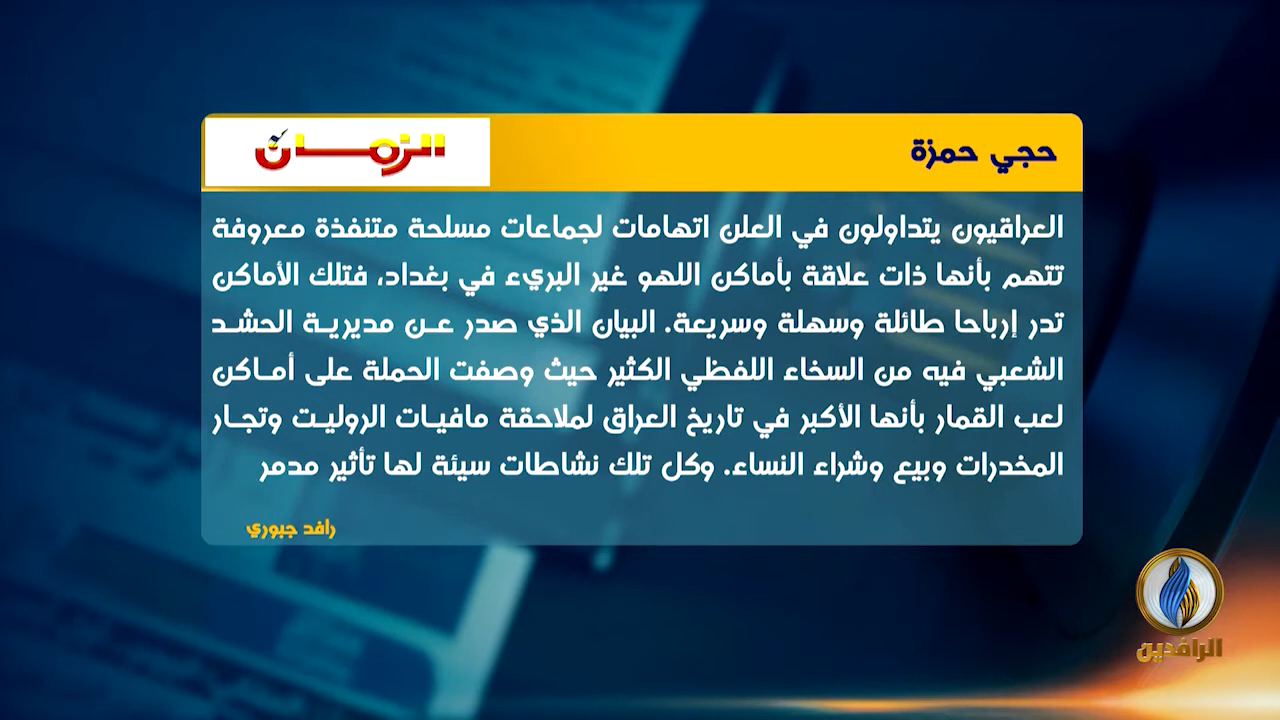 حجي حمزة
الزمان
العراقيون يتداولون في العلن اتهامات لجماعات مسلحة متنفذة معروفة
تتهم بأنها ذات علاقة بأماكن اللهو غير البريء في بغداد، فتلك الأماكن
تدر إرباحا طائلة وسهلة وسريعة. البيان الذي صدر عن مديرية الحشد
الشعبي فيه من السخاء اللفظي الكثير حيث وصفت الحملة على أماكن
لعب القمار بأنها الأكبر في تاريخ العراق لملاحقة مافيات الروليت وتجار
المخدرات وبيع وشراء النساء. وكل تلك نشاطات سيئة لها تأثير مدمر
رافد جبوري
الرافدين